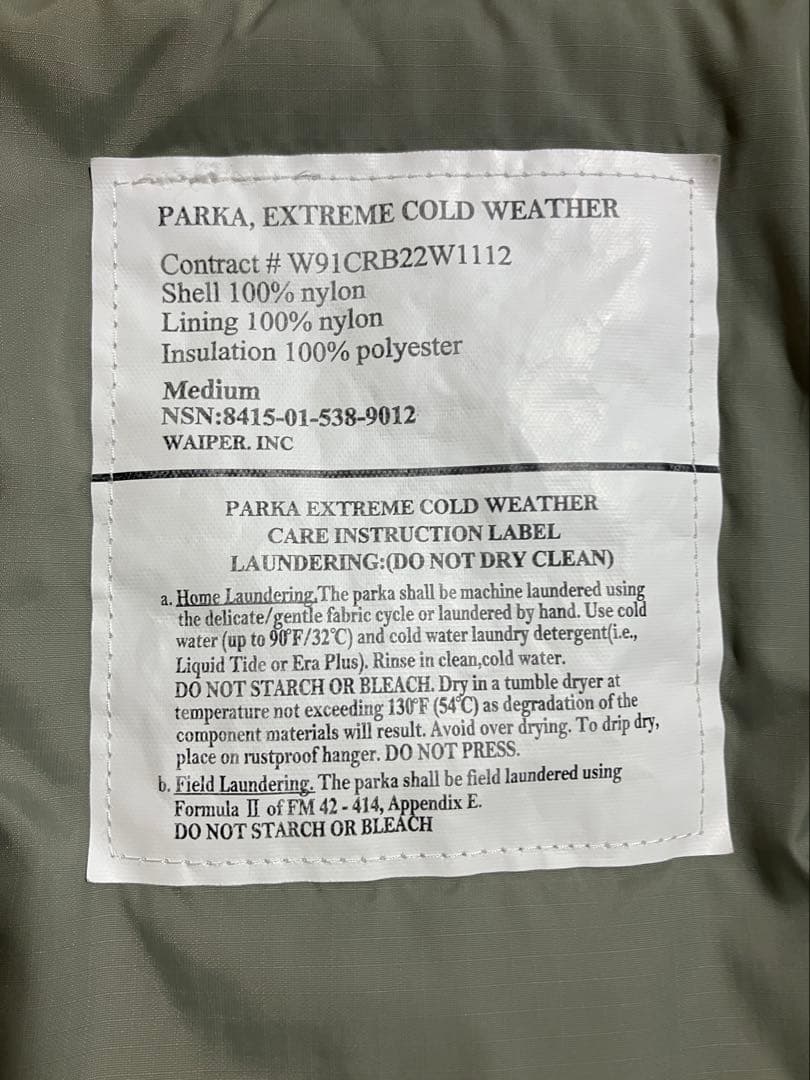 PARKA, EXTREME COLD WEATHER
Contract # W91CRB22W1112
Shell 100% nylon
Lining 100% nylon
Insulation 100% polyester
Medium
NSN:8415-01-538-9012
WAIPER. INC
PARKA EXTREME COLD WEATHER
CARE INSTRUCTION LABEL
LAUNDERING:(DO NOT DRY CLEAN)
a. Home Laundering.The parka shall be machine laundered using
the delicate/gentle fabric cycle or laundered by hand. Use cold
water (up to 90°F/32℃) and cold water laundry detergent(i.e.,
Liquid Tide or Era Plus). Rinse in clean,cold water.
DO NOT STARCH OR BLEACH. Dry in a tumble dryer at
temperature not exceeding 130°F (54℃) as degradation of the
component materials will result. Avoid over drying. To drip dry,
place on rustproof hanger. DO NOT PRESS.
b. Field Laundering. The parka shall be field laundered using
Formula II of FM 42 - 414, Appendix E.
DO NOT STARCH OR BLEACH